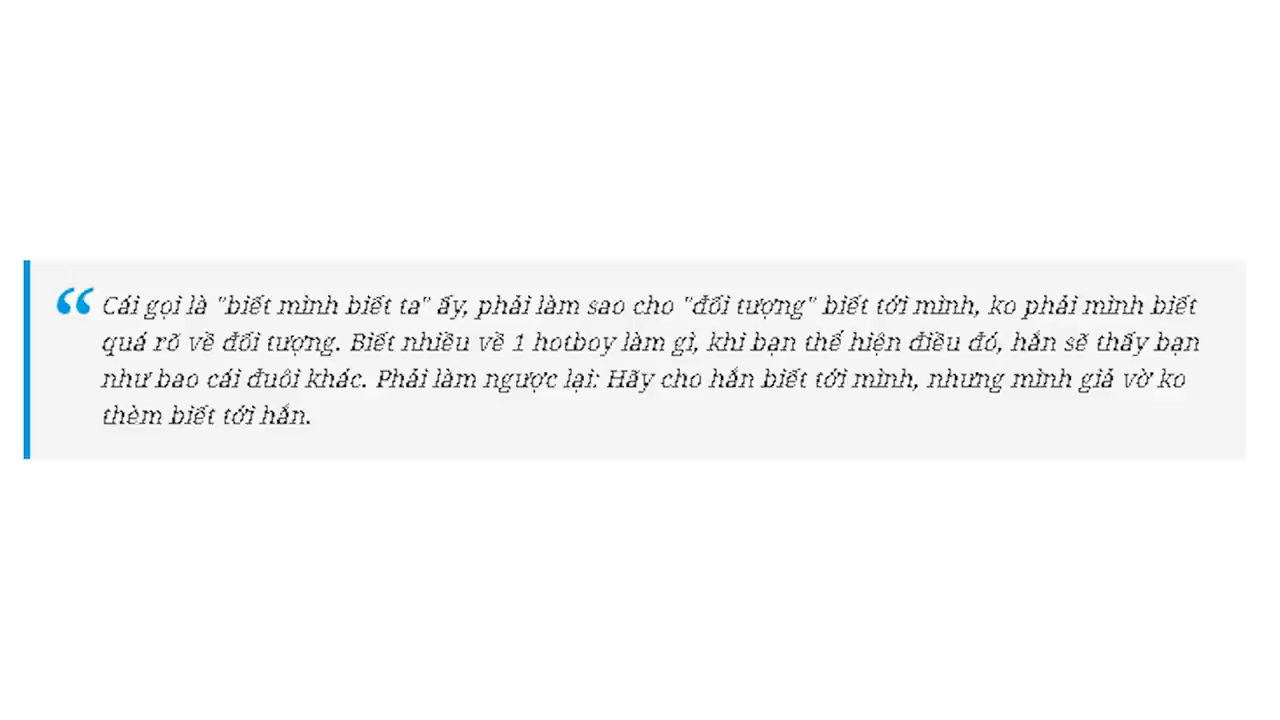 Cái gọi là "biết mình biết ta" ấy, phải làm sao cho "đối tượng" biết tới mình, ko phải mình biết
quá rõ về đối tượng. Biết nhiều về 1 hotboy làm gì, khi bạn thể hiện điều đó, hắn sẽ thấy bạn
như bao cái đuôi khác. Phải làm ngược lại: Hãy cho hắn biết tới mình, nhưng mình giả vờ ko
thèm biết tới hắn.